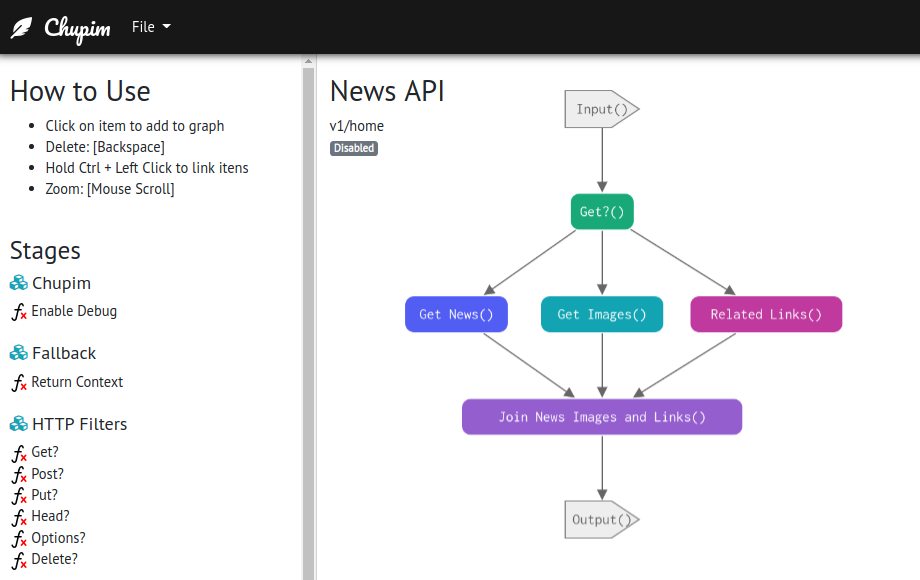 Chupim
File
How to Use
Click on item to add to graph
Delete: [Backspace]
Hold Ctrl + Left Click to link itens
Zoom: [Mouse Scroll]
Stages
Chupim
Enable Debug
Fallback
Return Context
HTTP Filters
Get?
Post?
Put?
Head?
Options?
Delete?
News API
v1/home
Disabled
Input()
Get?()
Get News()
Get Images()
Related Links()
Join News Images and Links()
Output()